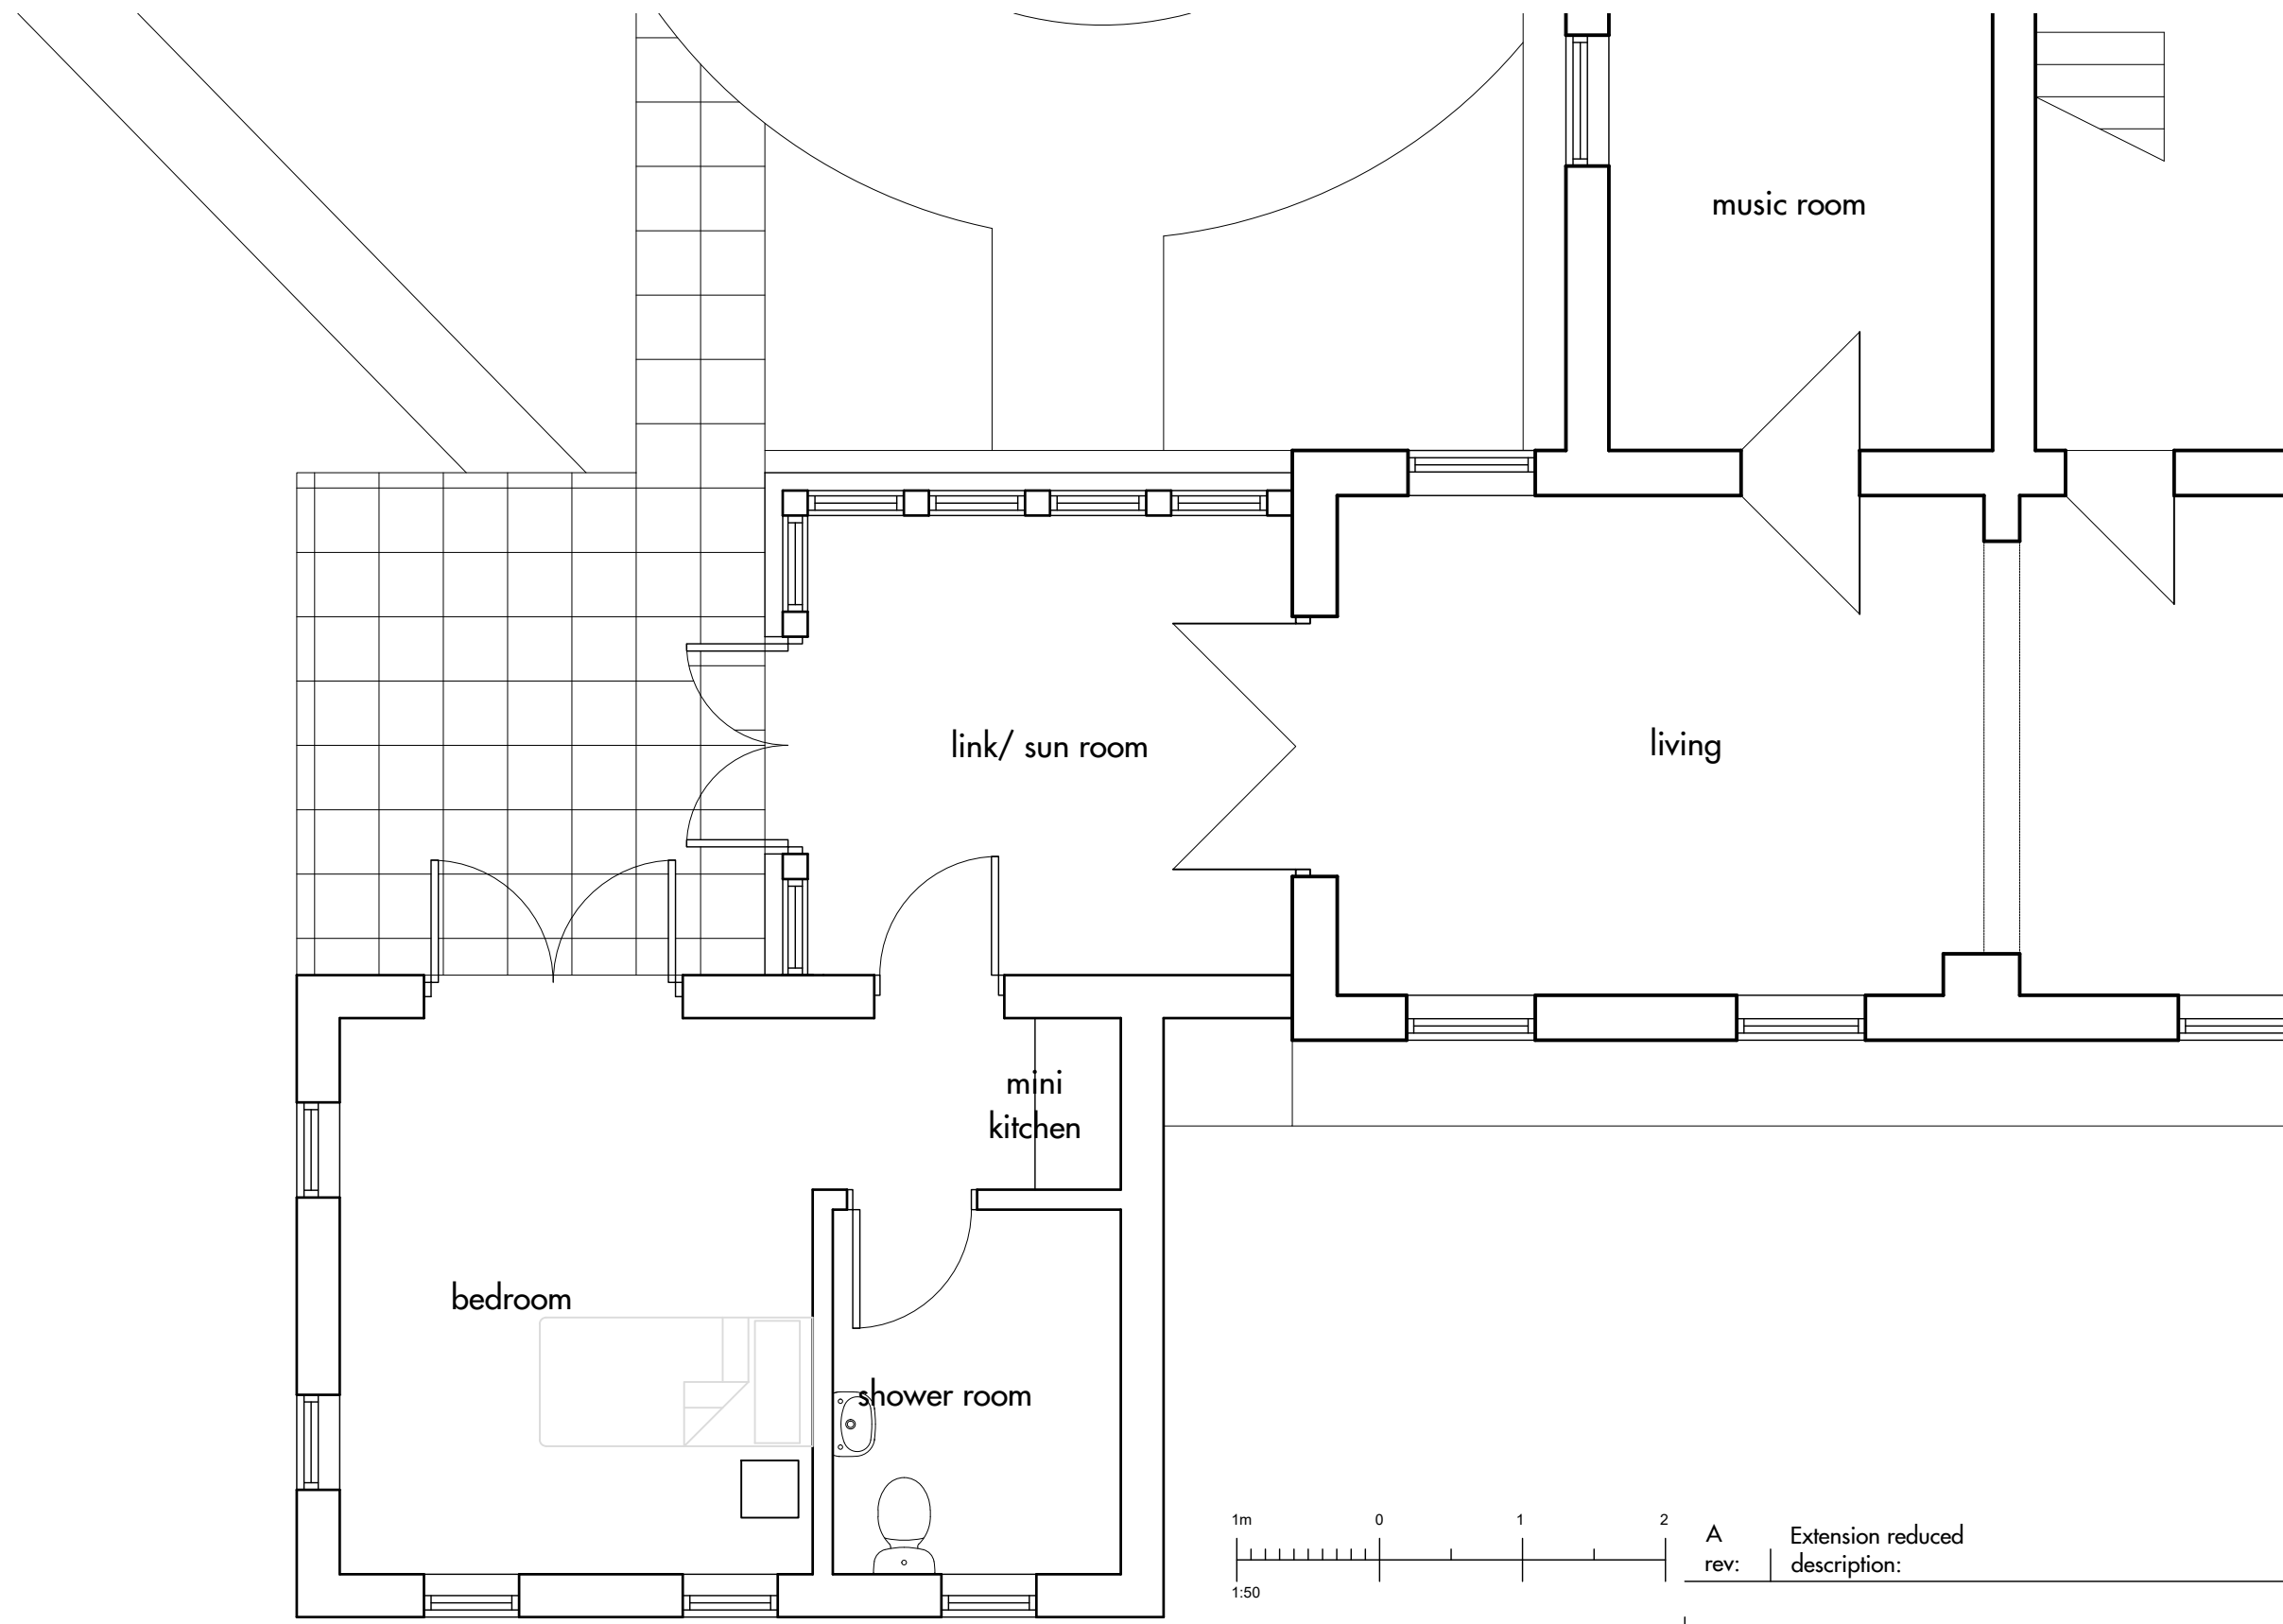 music room
link/ sun room
living
mini
kitchen
bedroom
shower room
1m 0 1 2
1:50
A Extension reduced
rev: description: